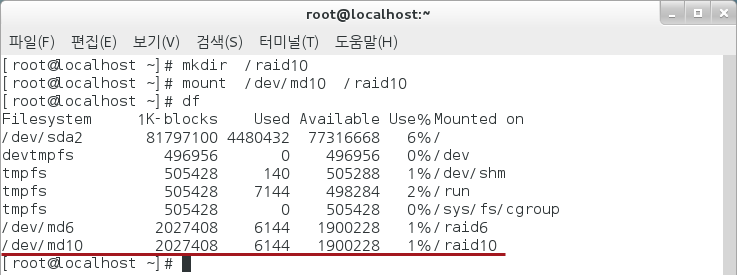 root@localhost:~
파일(F) 편집(E) 보기(V) 검색(S) 터미널(T) 도움말(H)
[root@localhost ~]# mkdir /raid10
[root@localhost ~]# mount /dev/md10 /raid10
[root@localhost ~]# df
Filesystem 1K-blocks Used Available Use% Mounted on
/dev/sda2 81797100 4480432 77316668 6% /
devtmpfs 496956 0 496956 0% /dev
tmpfs 505428 140 505288 1% /dev/shm
tmpfs 505428 7144 498284 2% /run
tmpfs 505428 0 505428 0% /sys/fs/cgroup
/dev/md6 2027408 6144 1900228 1% /raid6
/dev/md10 2027408 6144 1900228 1% /raid10
[root@localhost ~]#